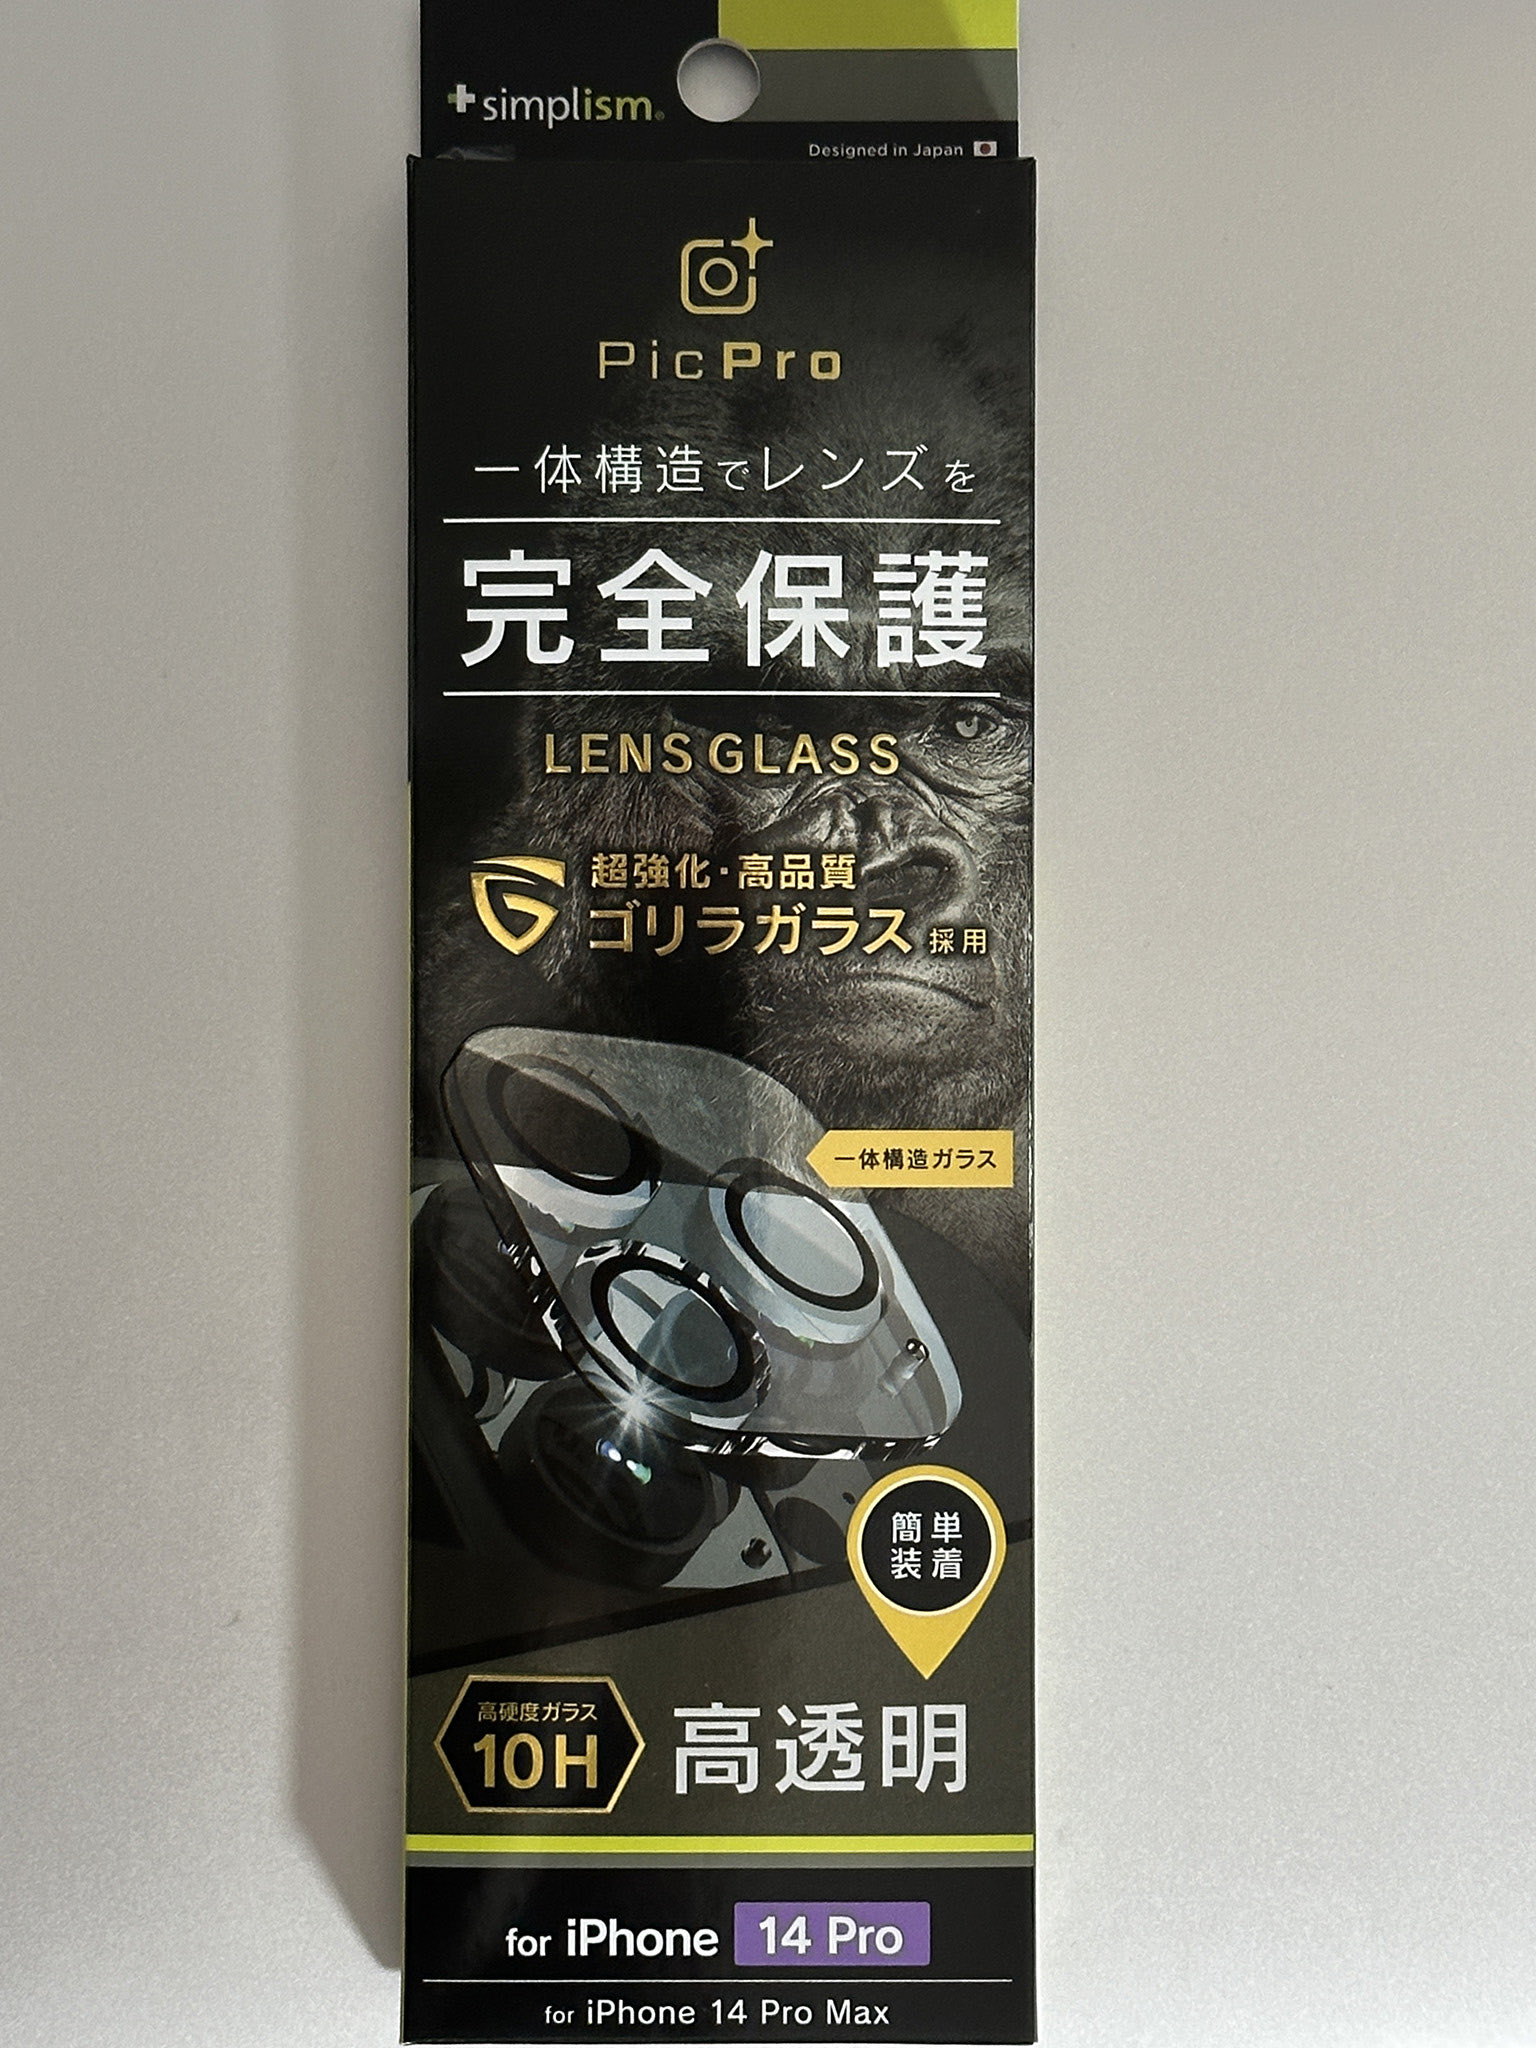 simplism
Designed in Japan
PicPro
一体構造でレンズを
完全保護
LENS GLASS
超強化・高品質
ゴリラガラス 採用
一体構造ガラス
簡単
装着
高硬度ガラス
10H
高透明
for iPhone 14 Pro
for iPhone 14 Pro Max